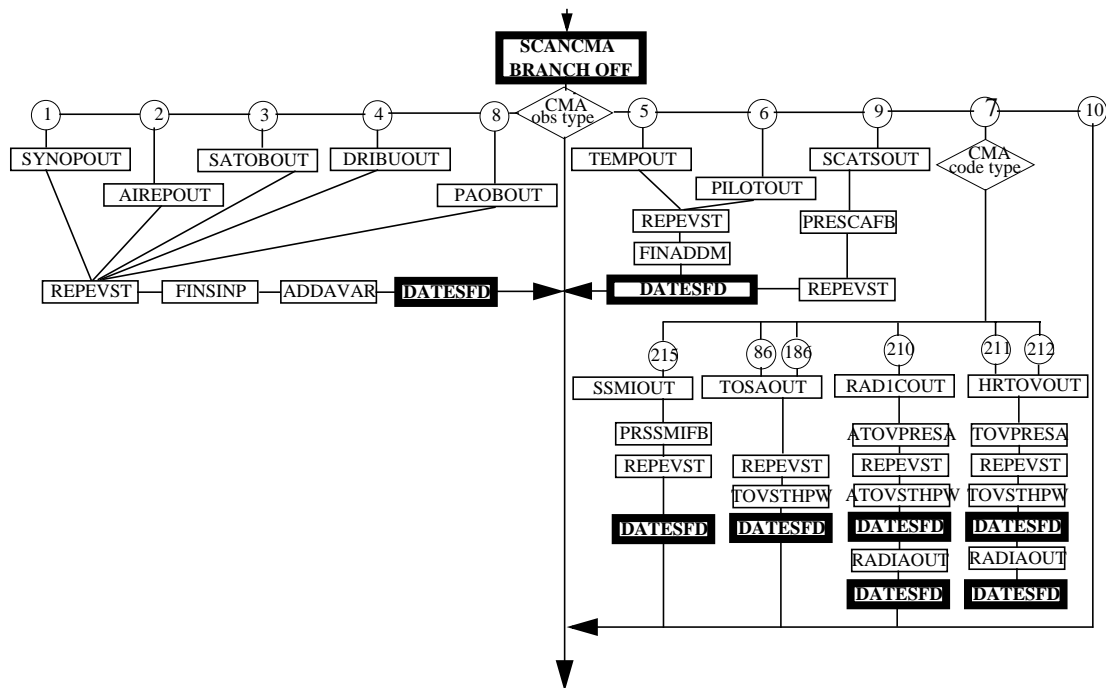 SCANCMA
BRANCH OFF
1
2
3
4
8
CMA
obs type
5
6
9
7
10
SYNOPOUT
SATOBOUT
DRIBUOUT
TEMPOUT
SCATSOUT
CMA
code type
AIREPOUT
PAOBOUT
PILOTOUT
REPEVST
PRESCAFB
FINADDM
REPEVST
FINSINP
ADDAVAR
DATESFD
DATESFD
REPEVST
215
86
186
210
211
212
SSMIOUT
TOSAOUT
RAD1COUT
HRTOVOUT
PRSSMIFB
ATOVPRESA
TOVPRESA
REPEVST
REPEVST
REPEVST
REPEVST
TOVSTHPW
ATOVSTHPW
TOVSTHPW
DATESFD
DATESFD
DATESFD
DATESFD
RADIAOUT
RADIAOUT
DATESFD
DATESFD